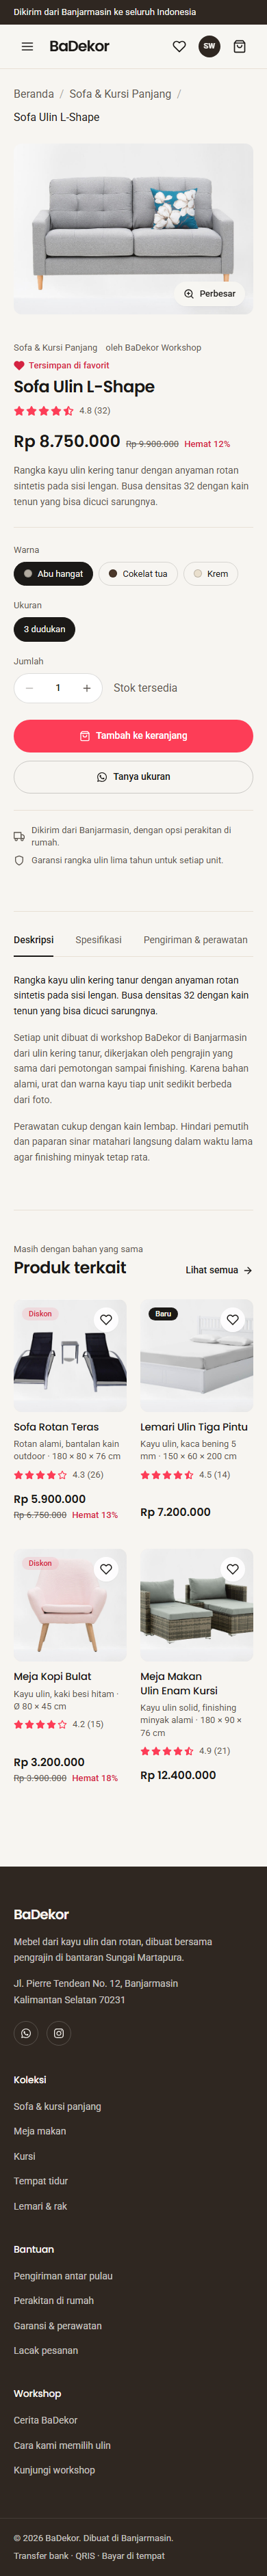 Dikirim dari Banjarmasin ke seluruh Indonesia
BaDekor
SW
Beranda / Sofa & Kursi Panjang /
Sofa Ulin L-Shape
Perbesar
Sofa & Kursi Panjang oleh BaDekor Workshop
Tersimpan di favorit
Sofa Ulin L-Shape
4.8 (32)
Rp 8.750.000 Rp 9.900.000 Hemat 12%
Rangka kayu ulin kering tanur dengan anyaman rotan
sintetis pada sisi lengan. Busa densitas 32 dengan kain
tenun yang bisa dicuci sarungnya.
Warna
Abu hangat
Cokelat tua
Krem
Ukuran
3 dudukan
Jumlah
− 1 + Stok tersedia
Tambah ke keranjang
Tanya ukuran
Dikirim dari Banjarmasin, dengan opsi perakitan di
rumah.
Garansi rangka ulin lima tahun untuk setiap unit.
Deskripsi Spesifikasi Pengiriman & perawatan
Rangka kayu ulin kering tanur dengan anyaman rotan
sintetis pada sisi lengan. Busa densitas 32 dengan kain
tenun yang bisa dicuci sarungnya.
Setiap unit dibuat di workshop BaDekor di Banjarmasin
dari ulin kering tanur, dikerjakan oleh pengrajin yang
sama dari pemotongan sampai finishing. Karena bahan
alami, urat dan warna kayu tiap unit sedikit berbeda
dari foto.
Perawatan cukup dengan kain lembap. Hindari pemutih
dan paparan sinar matahari langsung dalam waktu lama
agar finishing minyak tetap rata.
Masih dengan bahan yang sama
Produk terkait
Lihat semua →
Diskon
Sofa Rotan Teras
Rotan alami, bantalan kain
outdoor · 180 × 80 × 76 cm
4.3 (26)
Rp 5.900.000
Rp 6.750.000 Hemat 13%
Baru
Lemari Ulin Tiga Pintu
Kayu ulin, kaca bening 5
mm · 150 × 60 × 200 cm
4.5 (14)
Rp 7.200.000
Diskon
Meja Kopi Bulat
Kayu ulin, kaki besi hitam ·
Ø 80 × 45 cm
4.2 (15)
Rp 3.200.000
Rp 3.900.000 Hemat 18%
Meja Makan
Ulin Enam Kursi
Kayu ulin solid, finishing
minyak alami · 180 × 90 ×
76 cm
4.9 (21)
Rp 12.400.000
BaDekor
Mebel dari kayu ulin dan rotan, dibuat bersama
pengrajin di bantaran Sungai Martapura.
Jl. Pierre Tendean No. 12, Banjarmasin
Kalimantan Selatan 70231
Koleksi
Sofa & kursi panjang
Meja makan
Kursi
Tempat tidur
Lemari & rak
Bantuan
Pengiriman antar pulau
Perakitan di rumah
Garansi & perawatan
Lacak pesanan
Workshop
Cerita BaDekor
Cara kami memilih ulin
Kunjungi workshop
© 2026 BaDekor. Dibuat di Banjarmasin.
Transfer bank · QRIS · Bayar di tempat